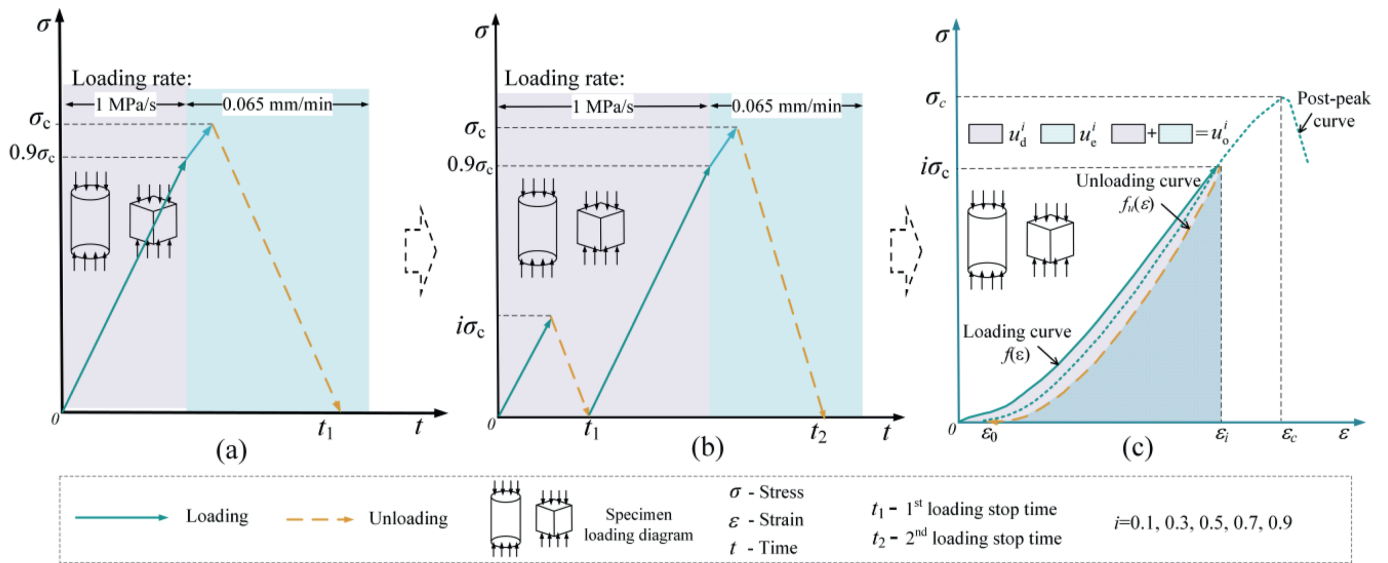 σ
Loading rate:
1 MPa/s
0.065 mm/min
σc
0.9σc
0
t1
t
(a)
σ
Loading rate:
1 MPa/s
0.065 mm/min
σc
0.9σc
iσc
0
t1
t2
t
(b)
σ
σc
Post-peak
curve
u_d^i
u_e^i
+
= u_o^i
iσc
Unloading curve
fu(ε)
Loading curve
f(ε)
0
ε0
εi
εc
ε
(c)
Loading
Unloading
Specimen
loading diagram
σ - Stress
ε - Strain
t - Time
t1 - 1st loading stop time
t2 - 2nd loading stop time
i=0.1, 0.3, 0.5, 0.7, 0.9